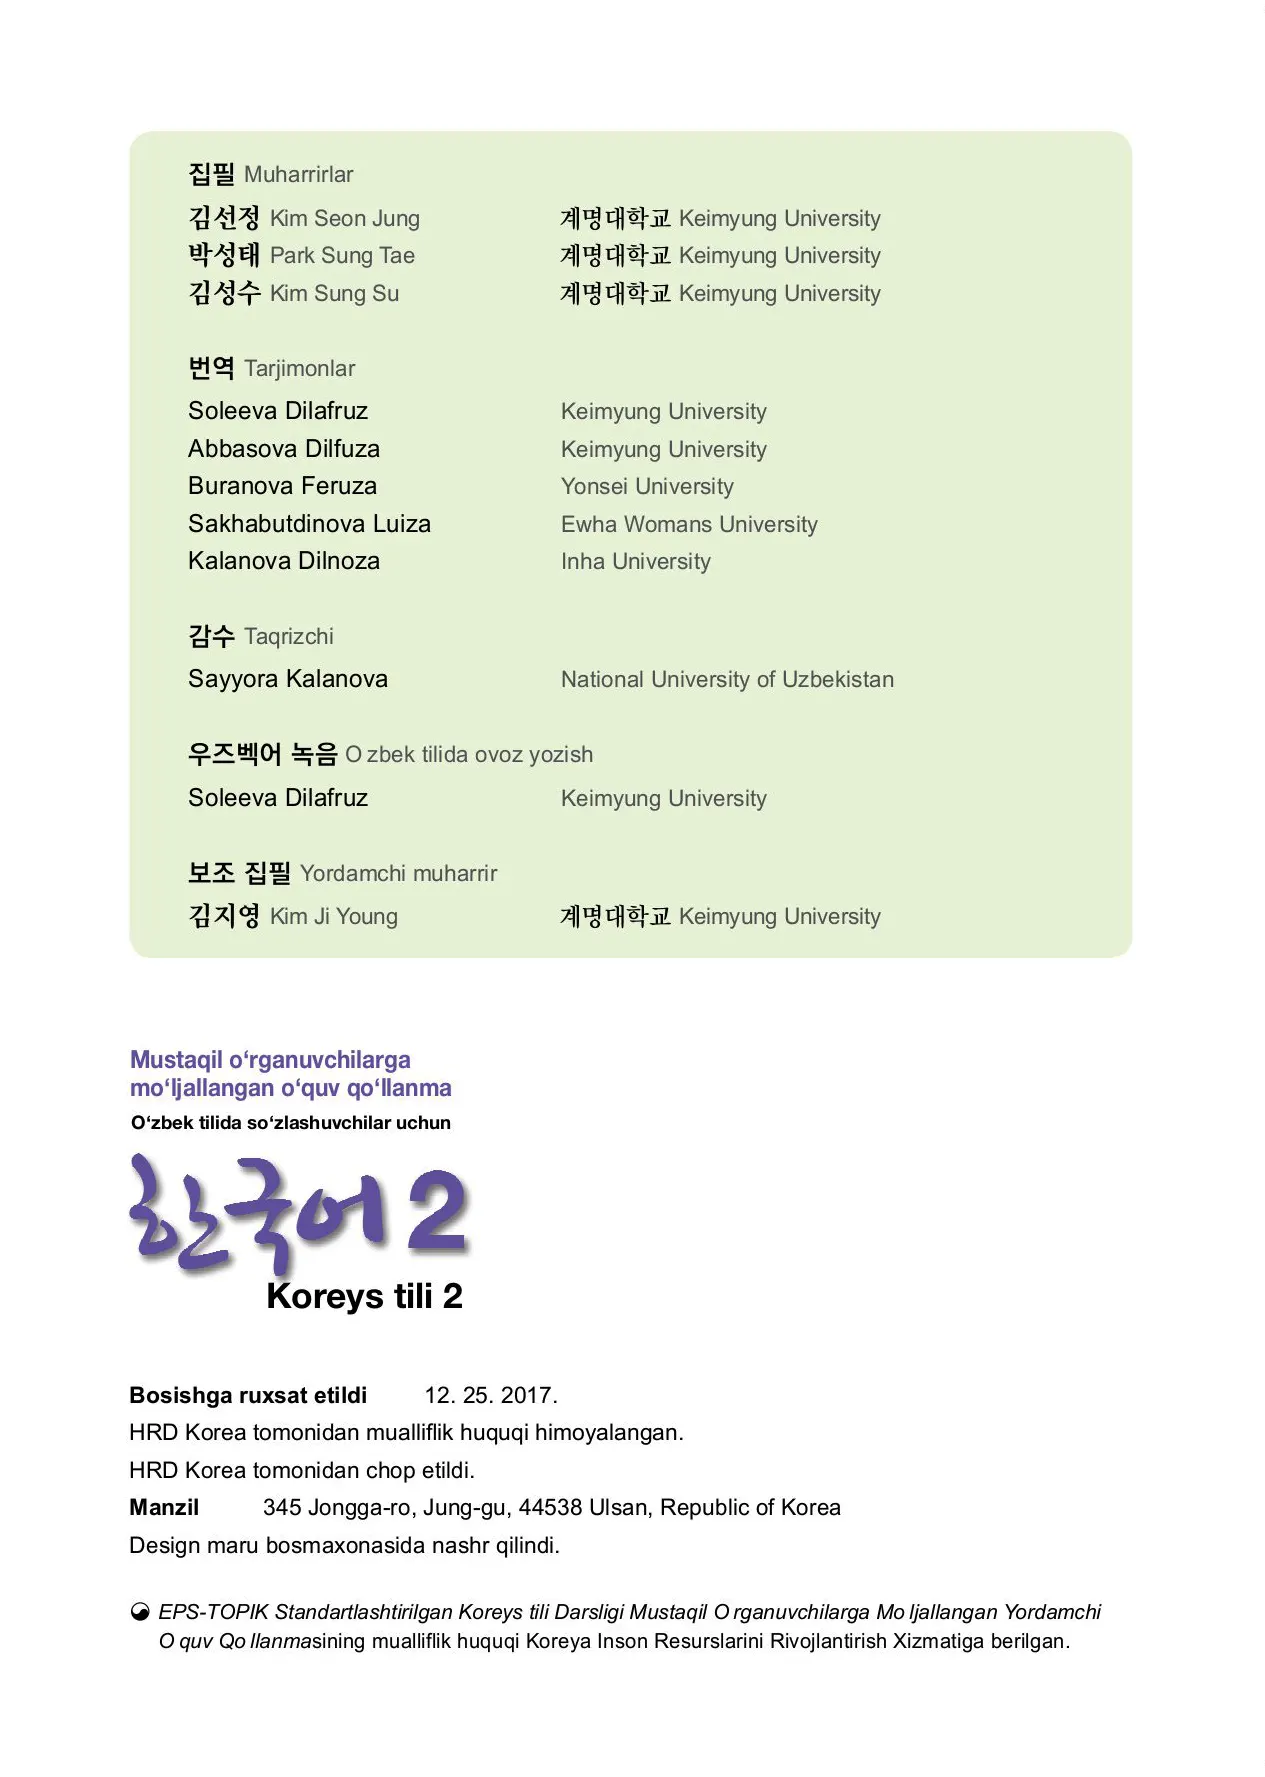 집필 Muharrirlar
김선정 Kim Seon Jung 계명대학교 Keimyung University
박성태 Park Sung Tae 계명대학교 Keimyung University
김성수 Kim Sung Su 계명대학교 Keimyung University
번역 Tarjimonlar
Soleeva Dilafruz Keimyung University
Abbasova Dilfuza Keimyung University
Buranova Feruza Yonsei University
Sakhabutdinova Luiza Ewha Womans University
Kalanova Dilnoza Inha University
감수 Taqrizchi
Sayyora Kalanova National University of Uzbekistan
우즈벡어 녹음 O zbek tilida ovoz yozish
Soleeva Dilafruz Keimyung University
보조 집필 Yordamchi muharrir
김지영 Kim Ji Young 계명대학교 Keimyung University
Mustaqil o‘rganuvchilarga
mo‘ljallangan o‘quv qo‘llanma
O‘zbek tilida so‘zlashuvchilar uchun
한국어 2
Koreys tili 2
Bosishga ruxsat etildi 12. 25. 2017.
HRD Korea tomonidan mualliflik huquqi himoyalangan.
HRD Korea tomonidan chop etildi.
Manzil 345 Jongga-ro, Jung-gu, 44538 Ulsan, Republic of Korea
Design maru bosmaxonasida nashr qilindi.
EPS-TOPIK Standartlashtirilgan Koreys tili Darsligi Mustaqil O rganuvchilarga Mo ljallangan Yordamchi
O quv Qo llanmasining mualliflik huquqi Koreya Inson Resurslarini Rivojlantirish Xizmatiga berilgan.